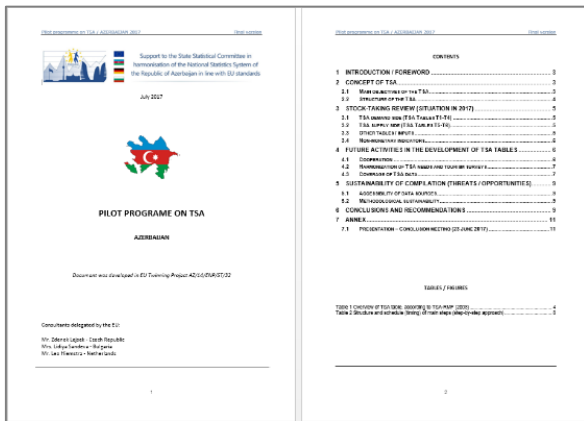 Pilot programme on TSA / AZERBAIJAN 2017
Final version
Support to the State Statistical Committee in
harmonisation of the National Statistics System of
the Republic of Azerbaijan in line with EU standards
July 2017
PILOT PROGRAME ON TSA
AZERBAIJAN
Document was developed in EU Twinning Project AZ/14/ENP/ST/32
Consultants delegated by the EU:
Mr. Zdenek Lejsek - Czech Republic
Mrs. Lidiya Sandeva - Bulgaria
Mr. Leo Hiemstra - Netherlands
1
Pilot programme on TSA / AZERBAIJAN 2017
Final version
CONTENTS
1 INTRODUCTION / FOREWORD
2 CONCEPT OF TSA 3
2.1 MAIN OBJECTIVES OF THE TSA 3
2.2 STRUCTURE OF THE TSA 4
3 STOCK-TAKING REVIEW (SITUATION IN 2017) 5
3.1 TSA DEMAND SIDE (TSA TABLES T1-T4) 5
3.2 TSA SUPPLY SIDE (TSA TABLES T5-T6)
3.3 OTHER TABLES / INPUTS
3.4 NON-MONETARY INDICATORS
4 FUTURE ACTIVITIES IN THE DEVELOPMENT OF TSA TABLES 6
4.1 COOPERATION 6
4.2 HARMONIZATION OF TSA NEEDS AND TOURISM TARGETS 7
4.3 COVERAGE OF TSA DATA 7
5 SUSTAINABILITY OF COMPILATION (THREATS / OPPORTUNITIES) 9
5.1 ACCESSIBILITY OF DATA SOURCES 9
5.2 METHODOLOGICAL SUSTAINABILITY 9
6 CONCLUSIONS AND RECOMMENDATIONS 9
7 ANNEX 11
7.1 PRESENTATION – CONCLUSION MEETING (23 JUNE 2017) 11
TABLES / FIGURES
Table 1 Overview of TSA table, according to TSA RMF (2008) 4
Table 2 Structure and schedule (timing) of main steps (step-by-step approach)
2